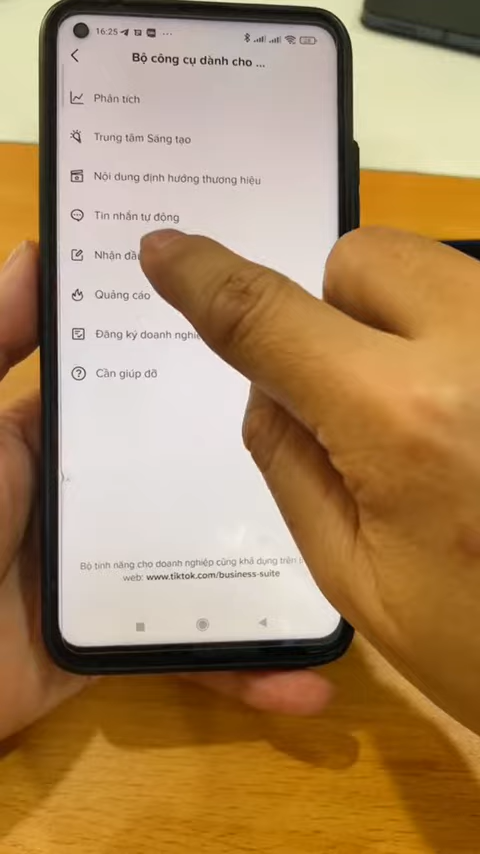 16:25
Bộ công cụ dành cho ...
Phân tích
Trung tâm Sáng tạo
Nội dung định hướng thương hiệu
Tin nhắn tự động
Nhận
Quảng cáo
Đăng ký doanh
Cần giúp đỡ
Bộ tính năng cho doanh nghiệp cũng khả dụng trên
web: www.tiktok.com/business-suite